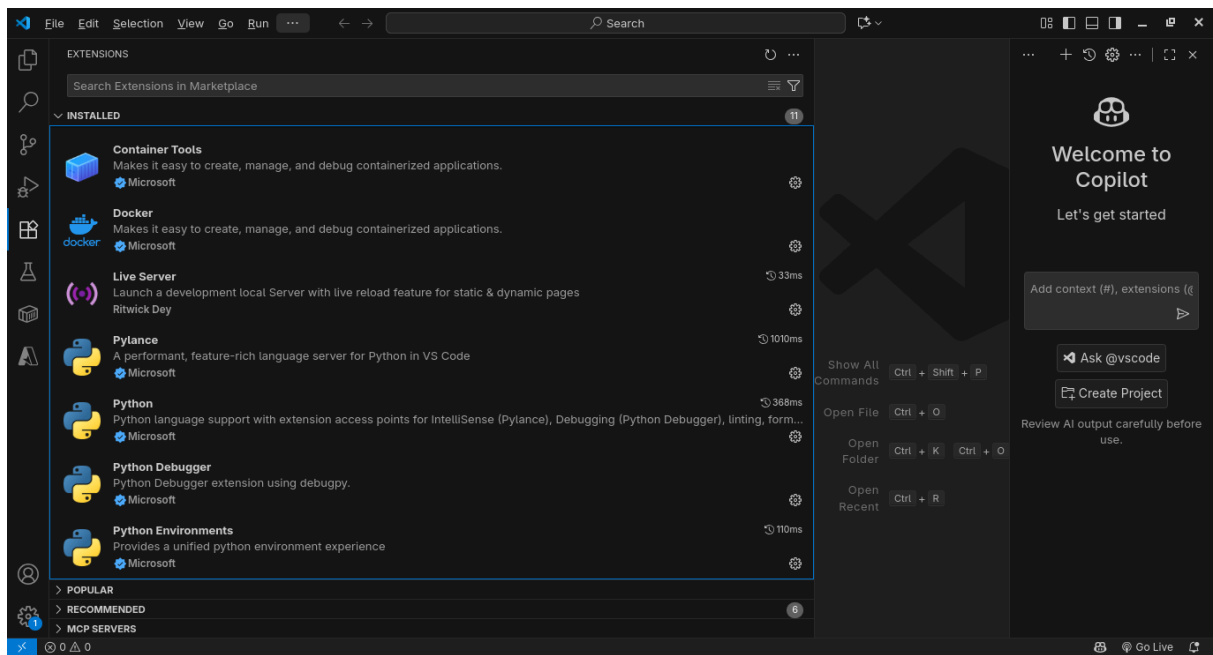 File Edit Selection View Go Run ··· Search
EXTENSIONS
Search Extensions in Marketplace
INSTALLED 11
Container Tools
Makes it easy to create, manage, and debug containerized applications.
Microsoft
Docker
Makes it easy to create, manage, and debug containerized applications.
docker
Microsoft
Live Server 33ms
Launch a development local Server with live reload feature for static & dynamic pages
Ritwick Dey
Pylance 1010ms
A performant, feature-rich language server for Python in VS Code
Microsoft
Python 368ms
Python language support with extension access points for IntelliSense (Pylance), Debugging (Python Debugger), linting, form...
Microsoft
Python Debugger
Python Debugger extension using debugpy.
Microsoft
Python Environments 110ms
Provides a unified python environment experience
Microsoft
POPULAR
RECOMMENDED 6
MCP SERVERS
Show All
Commands Ctrl + Shift + P
Open File Ctrl + O
Open
Folder Ctrl + K Ctrl + O
Open
Recent Ctrl + R
Welcome to
Copilot
Let's get started
Add context (#), extensions (@
Ask @vscode
Create Project
Review AI output carefully before
use.
1
0 0 Go Live